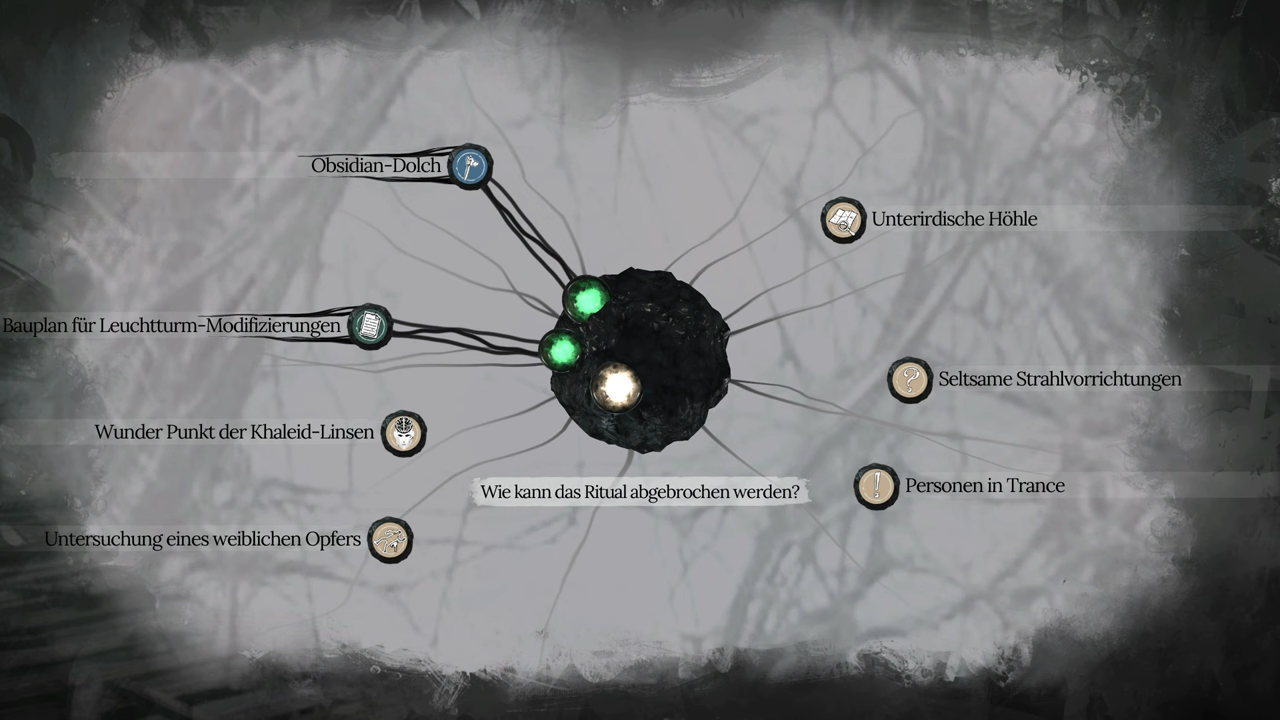 Obsidian-Dolch
Unterirdische Höhle
Bauplan für Leuchtturm-Modifizierungen
Seltsame Strahlvorrichtungen
Wunder Punkt der Khaleid-Linsen
Personen in Trance
Wie kann das Ritual abgebrochen werden?
Untersuchung eines weiblichen Opfers